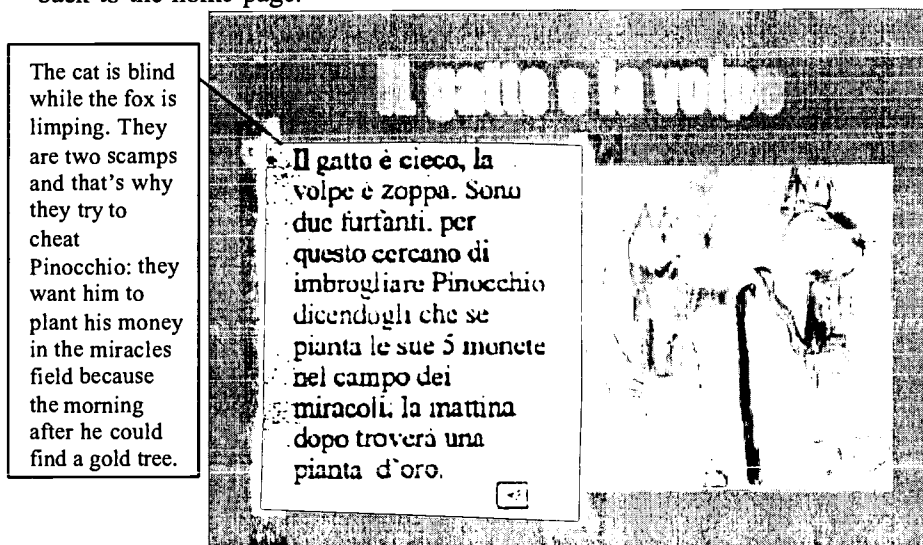 back to the home page.
Il gatto e la volpe
The cat is blind
while the fox is
limping. They
are two scamps
and that's why
they try to
cheat
Pinocchio: they
want him to
plant his money
in the miracles
field because
the morning
after he could
find a gold tree.
Il gatto è cieco, la
volpe è zoppa. Sono
due furfanti, per
questo cercano di
imbrogliare Pinocchio
dicendogli che se
pianta le sue 5 monete
nel campo dei
miracoli, la mattina
dopo troverà una
pianta d'oro.